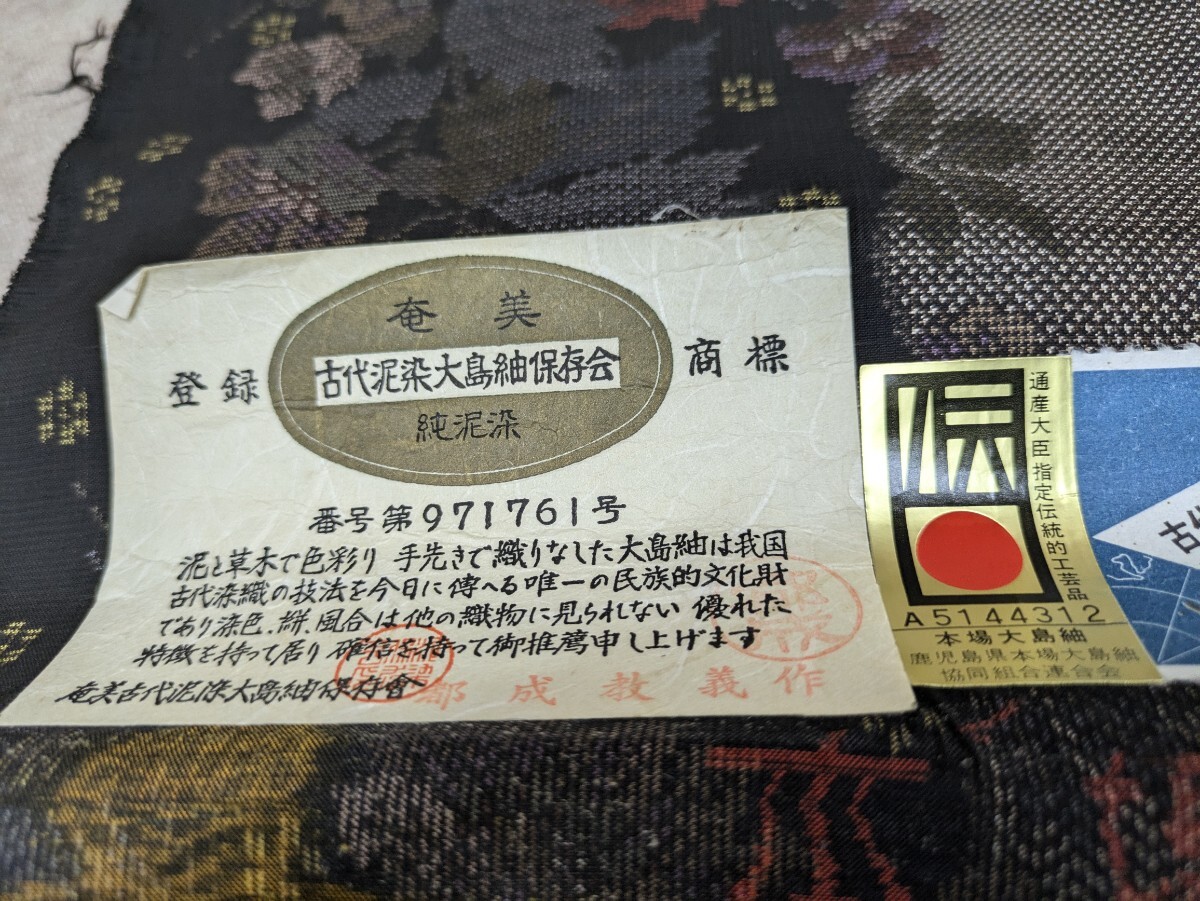 奄美
登録 古代泥染大島紬保存会 商標
純泥染
番号第971761号
泥と草木で色彩り 手先きで織りなした大島紬は我国
古代染織の技法を今日に傳へる唯一の民族的文化財
であり染色、絣、風合は他の織物に見られない 優れた
特徴を持って居り 確信を持って御推薦申し上げます
奄美古代泥染大島紬保存會
郷 成 教 義 作
伝
通産大臣指定伝統的工芸品
A5144312
本場大島紬
鹿児島県本場大島紬
協同組合連合会
古